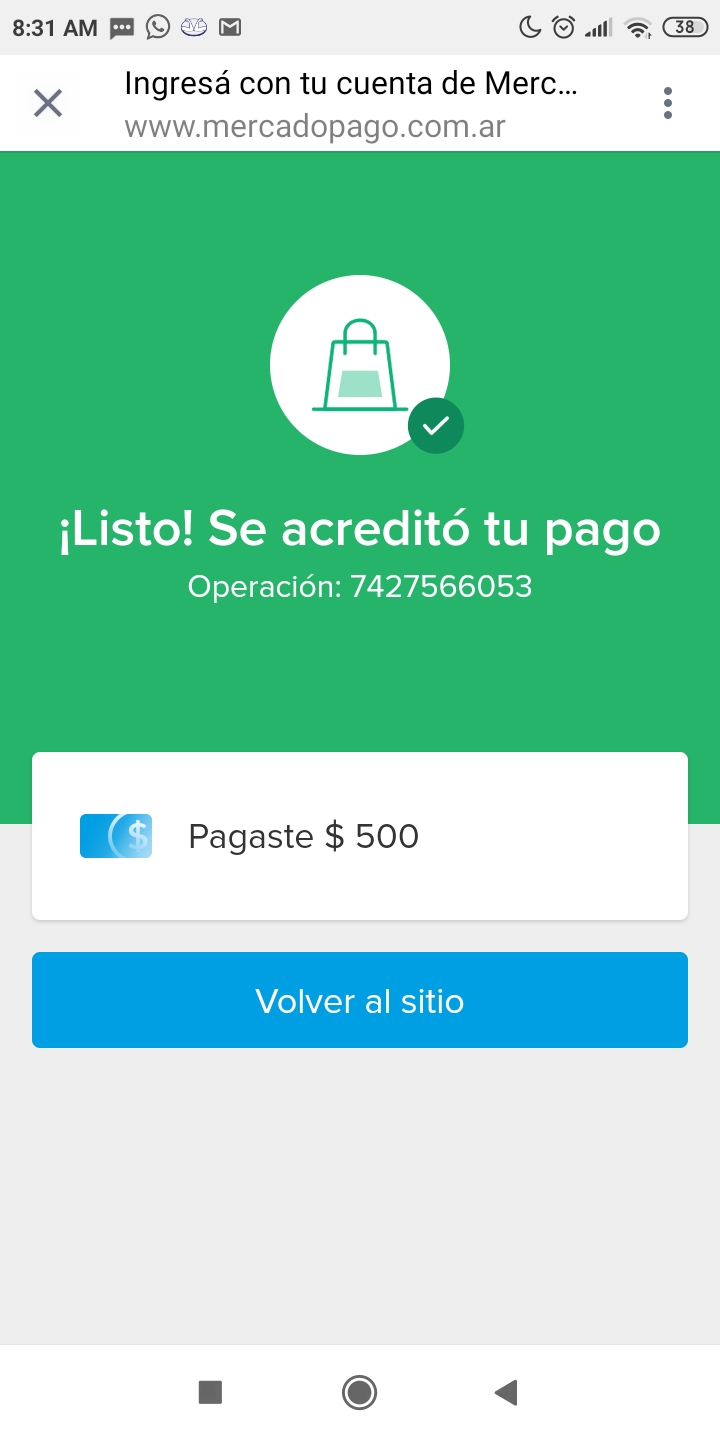 8:31 AM
38
Ingresá con tu cuenta de Merc...
www.mercadopago.com.ar
¡Listo! Se acreditó tu pago
Operación: 7427566053
$
Pagaste $ 500
Volver al sitio